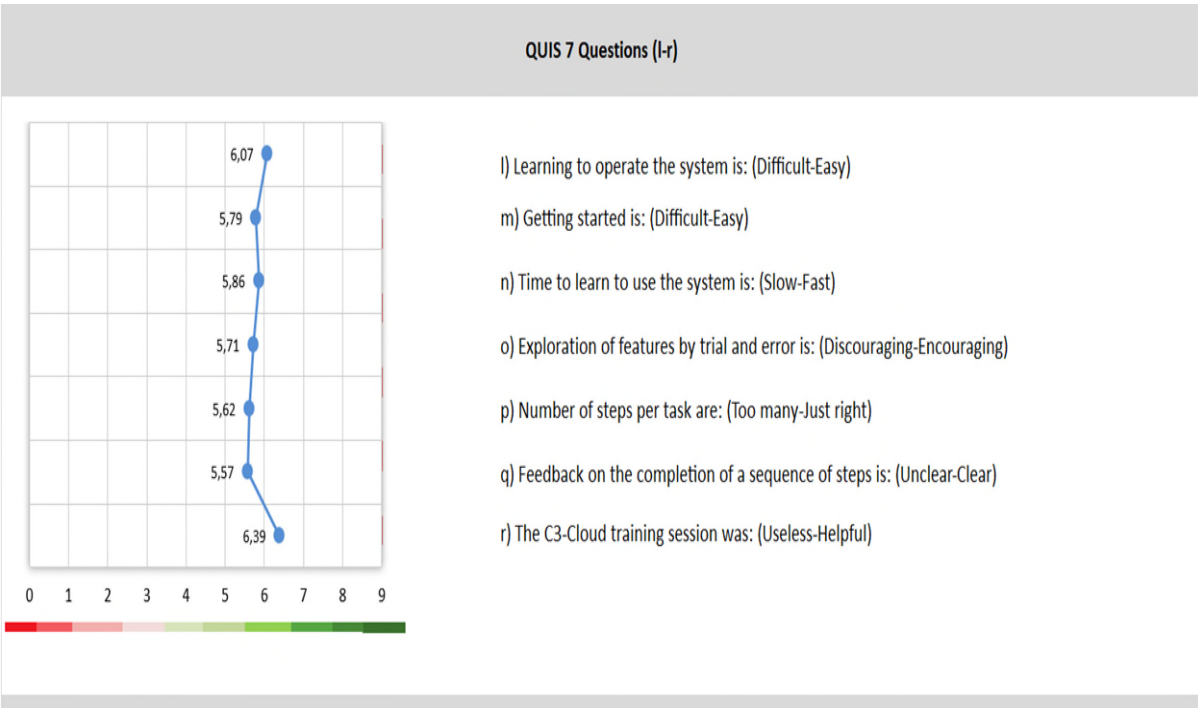 QUIS 7 Questions (l-r)
6,07
l) Learning to operate the system is: (Difficult-Easy)
5,79
m) Getting started is: (Difficult-Easy)
5,86
n) Time to learn to use the system is: (Slow-Fast)
5,71
o) Exploration of features by trial and error is: (Discouraging-Encouraging)
5,62
p) Number of steps per task are: (Too many-Just right)
5,57
q) Feedback on the completion of a sequence of steps is: (Unclear-Clear)
6,39
r) The C3-Cloud training session was: (Useless-Helpful)
0 1 2 3 4 5 6 7 8 9